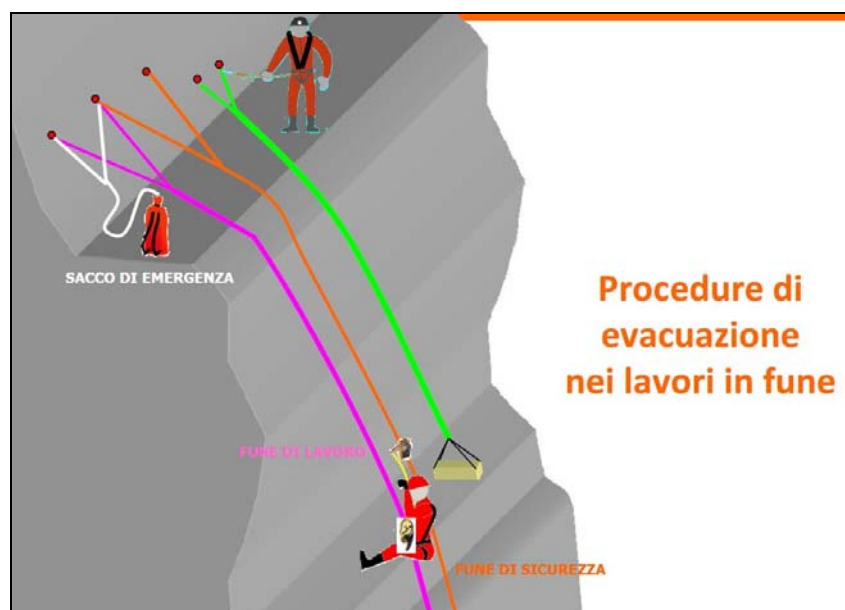 SACCO DI EMERGENZA
Procedure di
evacuazione
nei lavori in fune
FUNE DI LAVORO
FUNE DI SICUREZZA